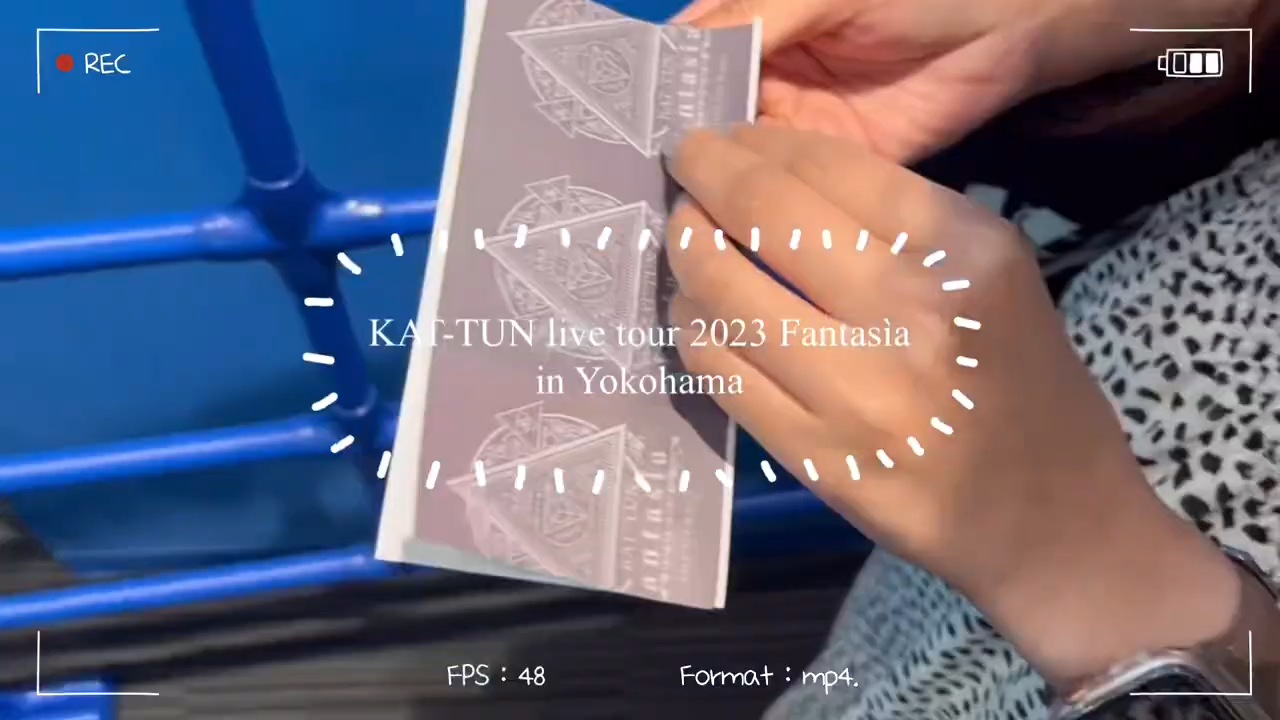 REC
KAT-TUN live tour 2023 Fantasìa
in Yokohama
FPS : 48
Format : mp4.